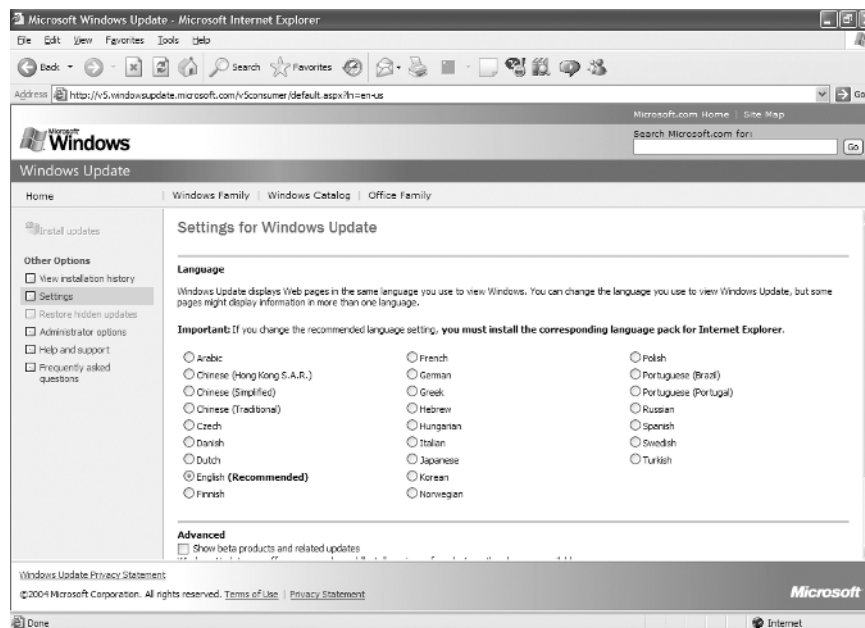 Microsoft Windows Update - Microsoft Internet Explorer
File Edit View Favorites Tools Help
Back Search Favorites
Address http://v5.windowsupdate.microsoft.com/v5consumer/default.aspx?ln=en-us Go
Microsoft.com Home | Site Map
Microsoft Windows
Search Microsoft.com for:
Go
Windows Update
Home | Windows Family | Windows Catalog | Office Family
Install updates
Other Options
View installation history
Settings
Restore hidden updates
Administrator options
Help and support
Frequently asked
questions
Settings for Windows Update
Language
Windows Update displays Web pages in the same language you use to view Windows. You can change the language you use to view Windows Update, but some
pages might display information in more than one language.
Important: If you change the recommended language setting, you must install the corresponding language pack for Internet Explorer.
Arabic
Chinese (Hong Kong S.A.R.)
Chinese (Simplified)
Chinese (Traditional)
Czech
Danish
Dutch
English (Recommended)
Finnish
French
German
Greek
Hebrew
Hungarian
Italian
Japanese
Korean
Norwegian
Polish
Portuguese (Brazil)
Portuguese (Portugal)
Russian
Spanish
Swedish
Turkish
Advanced
Show beta products and related updates
Windows Update Privacy Statement
©2004 Microsoft Corporation. All rights reserved. Terms of Use | Privacy Statement
Microsoft
Done
Internet